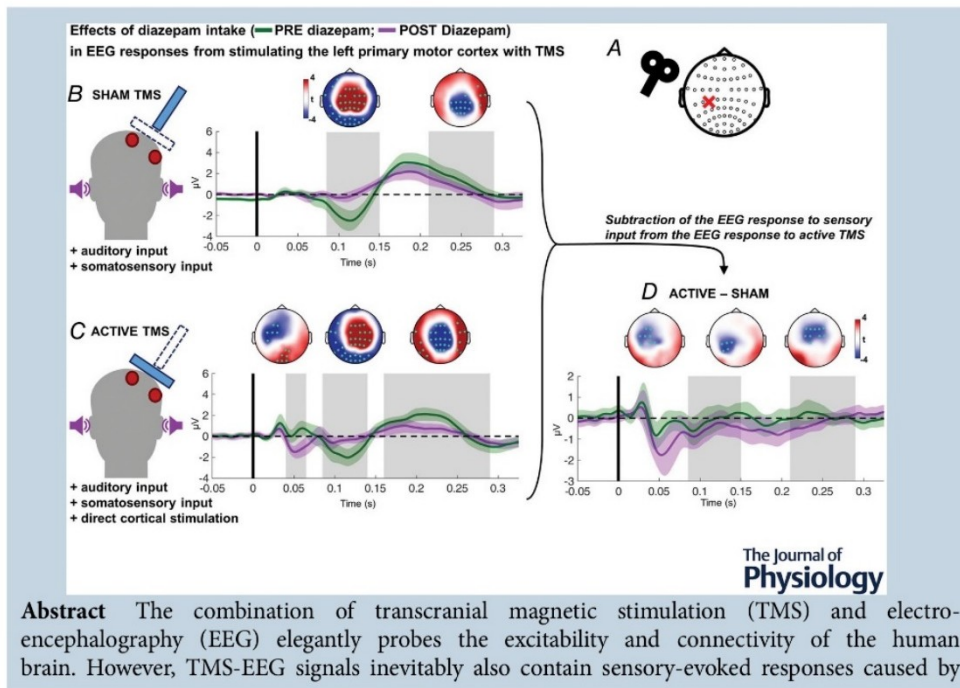 Effects of diazepam intake (PRE diazepam; POST Diazepam)
in EEG responses from stimulating the left primary motor cortex with TMS
A
B
SHAM TMS
4
t
-4
6
4
2
0
-2
-4
µV
-0.05 0 0.05 0.1 0.15 0.2 0.25 0.3
Time (s)
+ auditory input
+ somatosensory input
Subtraction of the EEG response to sensory
input from the EEG response to active TMS
C
ACTIVE TMS
6
4
2
0
-2
-4
µV
-0.05 0 0.05 0.1 0.15 0.2 0.25 0.3
Time (s)
+ auditory input
+ somatosensory input
+ direct cortical stimulation
D
ACTIVE – SHAM
4
t
-4
2
1
0
-1
-2
-3
µV
-0.05 0 0.05 0.1 0.15 0.2 0.25 0.3
Time (s)
The Journal of
Physiology
Abstract The combination of transcranial magnetic stimulation (TMS) and electro-
encephalography (EEG) elegantly probes the excitability and connectivity of the human
brain. However, TMS-EEG signals inevitably also contain sensory-evoked responses caused by